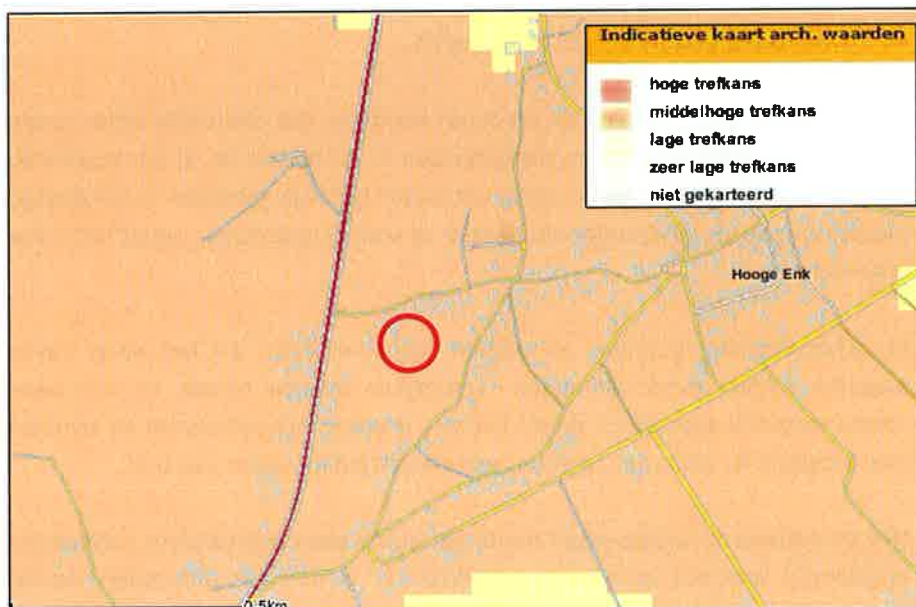 Indicatieve kaart arch. waarden
hoge trefkans
middelhoge trefkans
lage trefkans
zeer lage trefkans
niet gekarteerd
Hooge Enk
0.5km